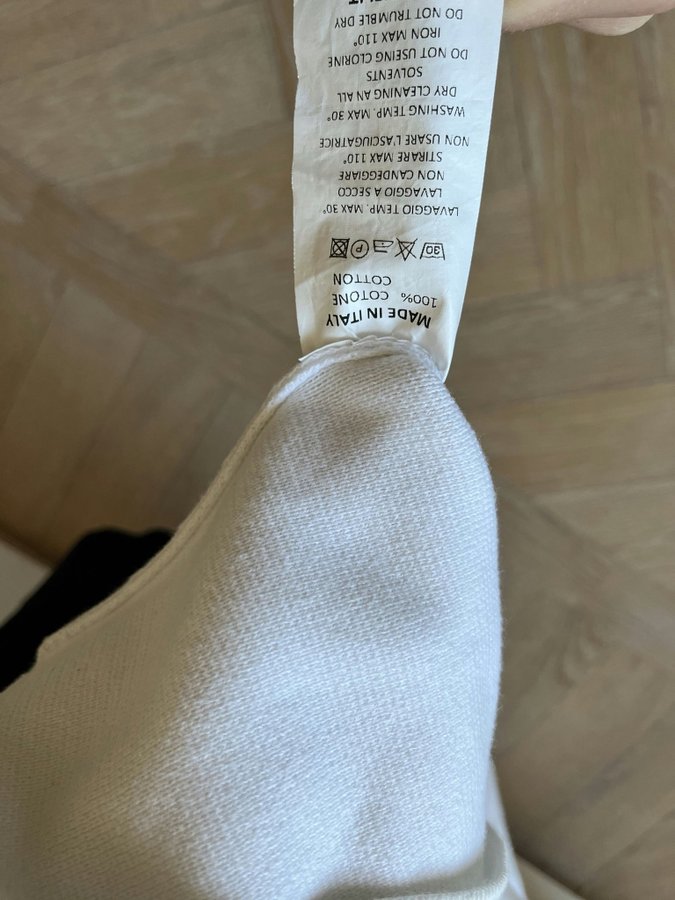 MADE IN ITALY
100% COTONE
COTTON
30 P
LAVAGGIO TEMP. MAX 30°
LAVAGGIO A SECCO
NON CANDEGGIARE
STIRARE MAX 110°
NON USARE L'ASCIUGATRICE
WASHING TEMP. MAX 30°
DRY CLEANING AN ALL
SOLVENTS
DO NOT USEING CLORINE
IRON MAX 110°
DO NOT TRUMBLE DRY